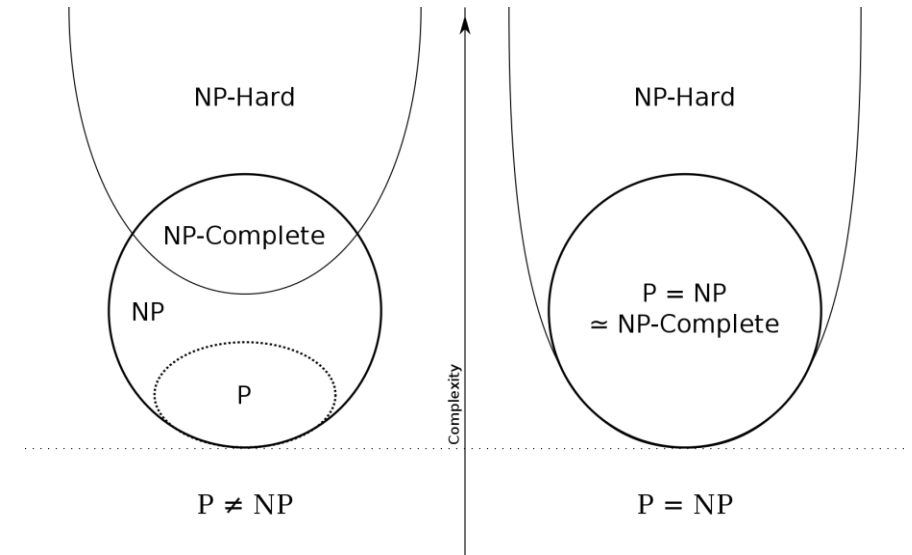 NP-Hard
NP-Complete
NP
P
P ≠ NP
Complexity
NP-Hard
P = NP
≃ NP-Complete
P = NP